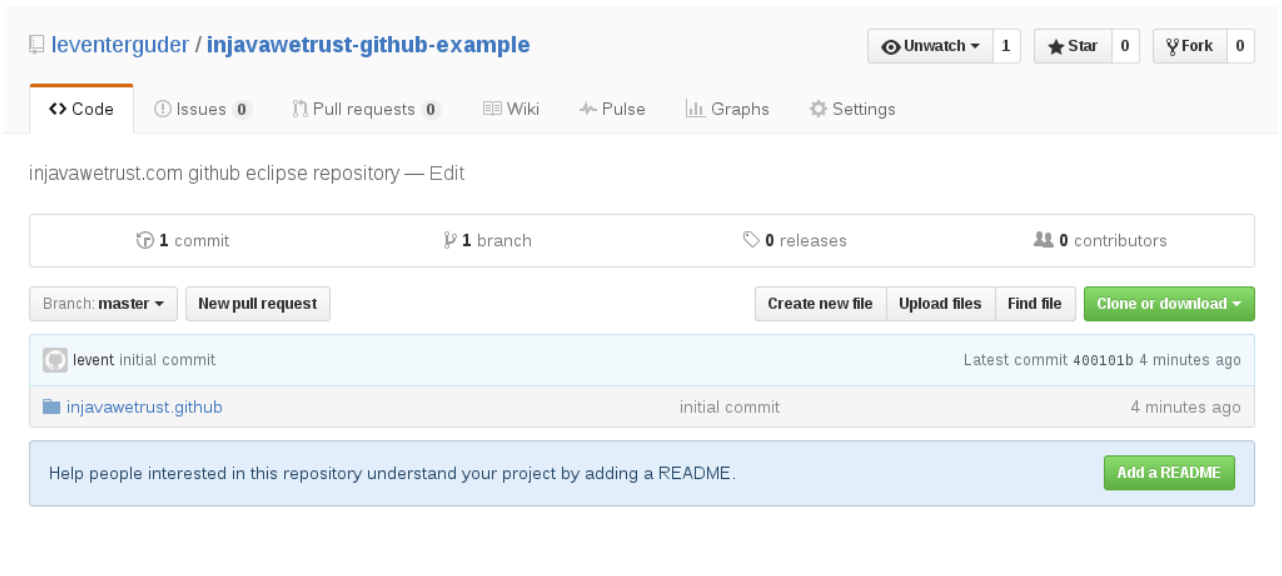 leventerguder / injavawetrust-github-example Unwatch 1 Star 0 Fork 0
Code Issues 0 Pull requests 0 Wiki Pulse Graphs Settings
injavawetrust.com github eclipse repository — Edit
1 commit 1 branch 0 releases 0 contributors
Branch: master New pull request Create new file Upload files Find file Clone or download
levent initial commit Latest commit 400101b 4 minutes ago
injavawetrust.github initial commit 4 minutes ago
Help people interested in this repository understand your project by adding a README. Add a README